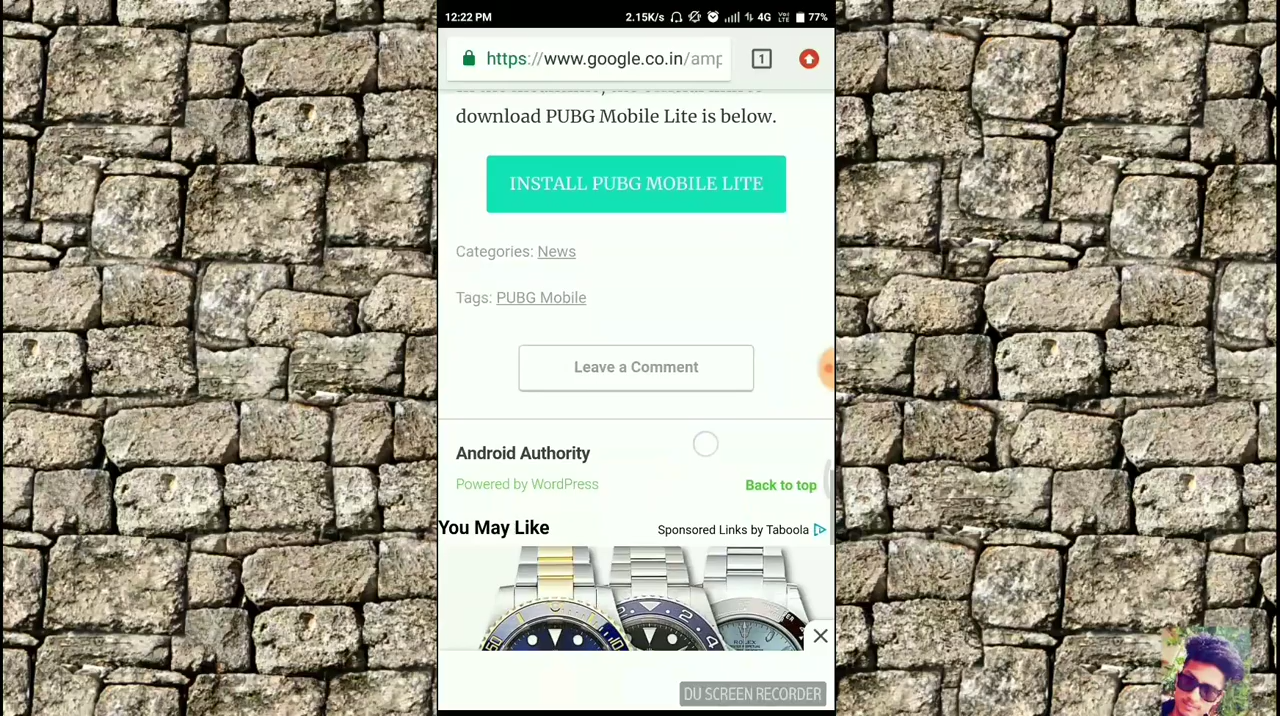 12:22 PM
2.15K/s
4G
VoLTE
77%
https://www.google.co.in/amp
1
download PUBG Mobile Lite is below.
INSTALL PUBG MOBILE LITE
Categories: News
Tags: PUBG Mobile
Leave a Comment
Android Authority
Powered by WordPress
Back to top
You May Like
Sponsored Links by Taboola
ROLEX
DU SCREEN RECORDER